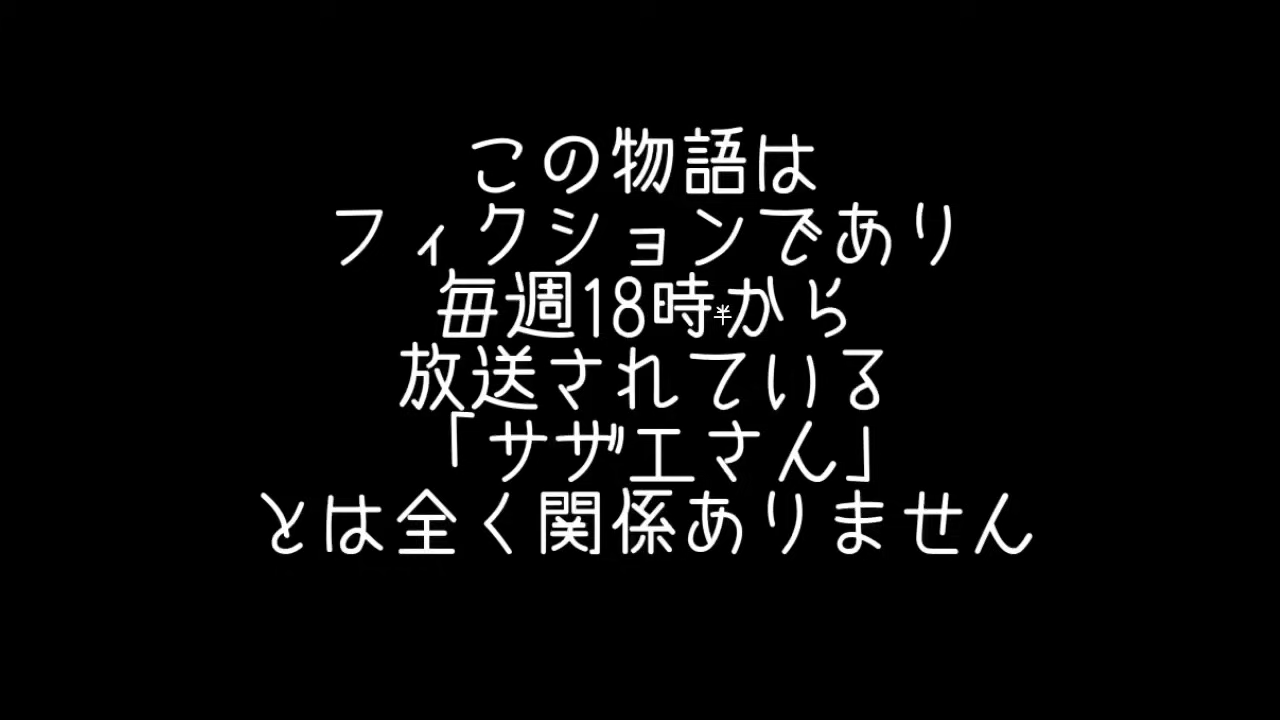 この物語は
フィクションであり
毎週18時¥から
放送されている
「サザエさん」
とは全く関係ありません